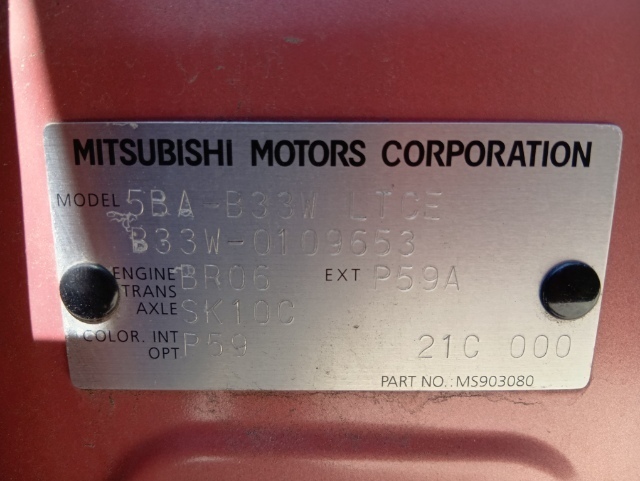 MITSUBISHI MOTORS CORPORATION
MODEL 5BA-B33W LTCE
B33W-0109653
ENGINE BR06 EXT P59A
TRANS
AXLE SK10C
COLOR. INT P59 21C 000
OPT
PART NO.: MS903080